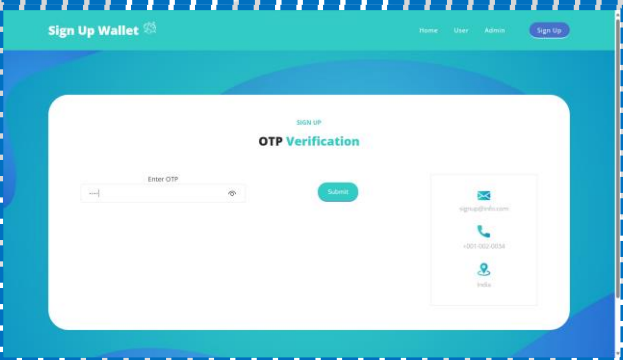 Sign Up Wallet
Home User Admin Sign Up
SIGN UP
OTP Verification
Enter OTP
Submit
signup@info.com
+001-002-0034
India